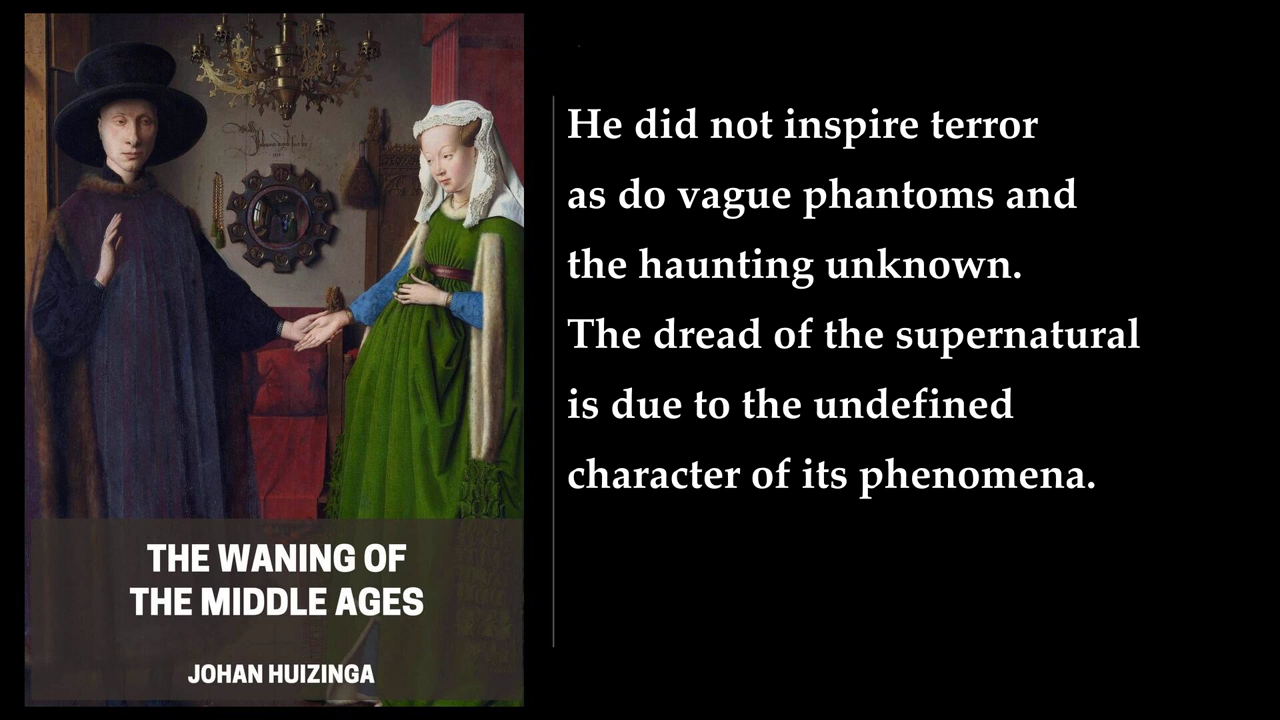 THE WANING OF
THE MIDDLE AGES
JOHAN HUIZINGA
He did not inspire terror
as do vague phantoms and
the haunting unknown.
The dread of the supernatural
is due to the undefined
character of its phenomena.